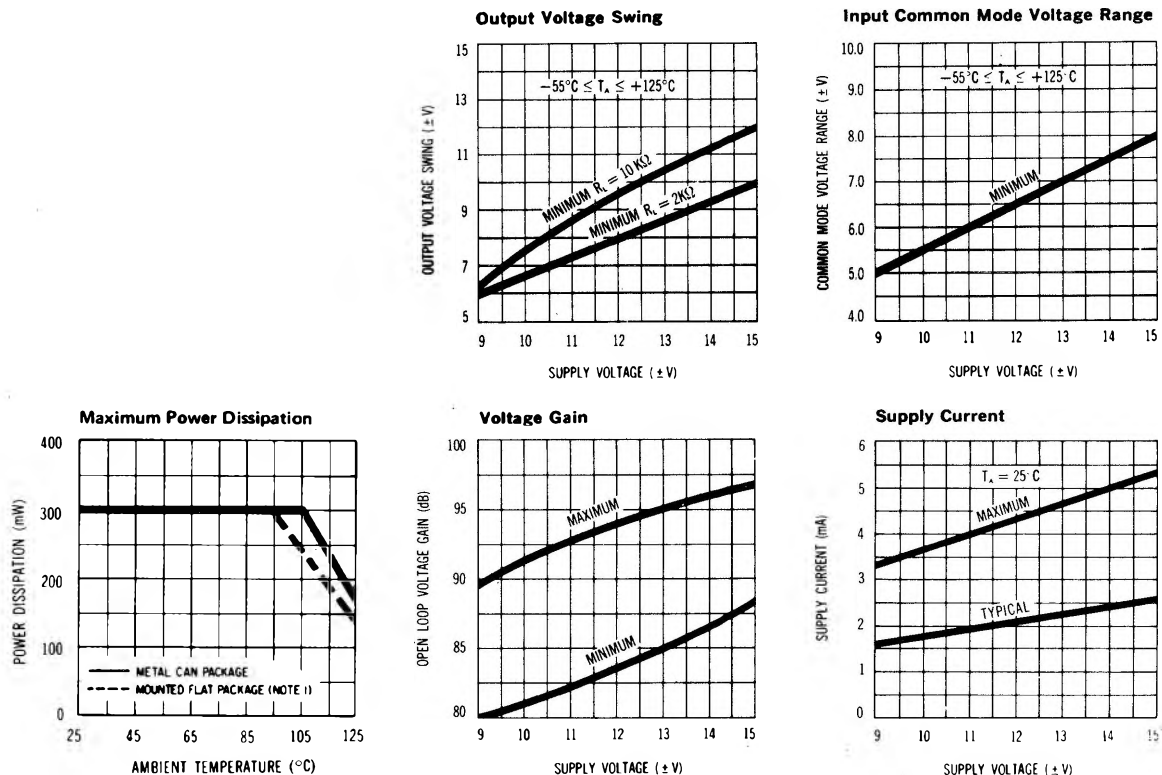 Output Voltage Swing
OUTPUT VOLTAGE SWING (± V)
15
13
11
9
7
5
−55°C ≤ TA ≤ +125°C
MINIMUM RL = 10 KΩ
MINIMUM RL = 2KΩ
9 10 11 12 13 14 15
SUPPLY VOLTAGE (± V)
Input Common Mode Voltage Range
COMMON MODE VOLTAGE RANGE (± V)
10.0
9.0
8.0
7.0
6.0
5.0
4.0
−55°C ≤ TA ≤ +125°C
MINIMUM
9 10 11 12 13 14 15
SUPPLY VOLTAGE (± V)
Maximum Power Dissipation
POWER DISSIPATION (mW)
400
300
200
100
0
METAL CAN PACKAGE
MOUNTED FLAT PACKAGE (NOTE 1)
25 45 65 85 105 125
AMBIENT TEMPERATURE (°C)
Voltage Gain
OPEN LOOP VOLTAGE GAIN (dB)
100
95
90
85
80
MAXIMUM
MINIMUM
9 10 11 12 13 14 15
SUPPLY VOLTAGE (± V)
Supply Current
SUPPLY CURRENT (mA)
6
5
4
3
2
1
0
TA = 25°C
MAXIMUM
TYPICAL
9 10 11 12 13 14 15
SUPPLY VOLTAGE (± V)